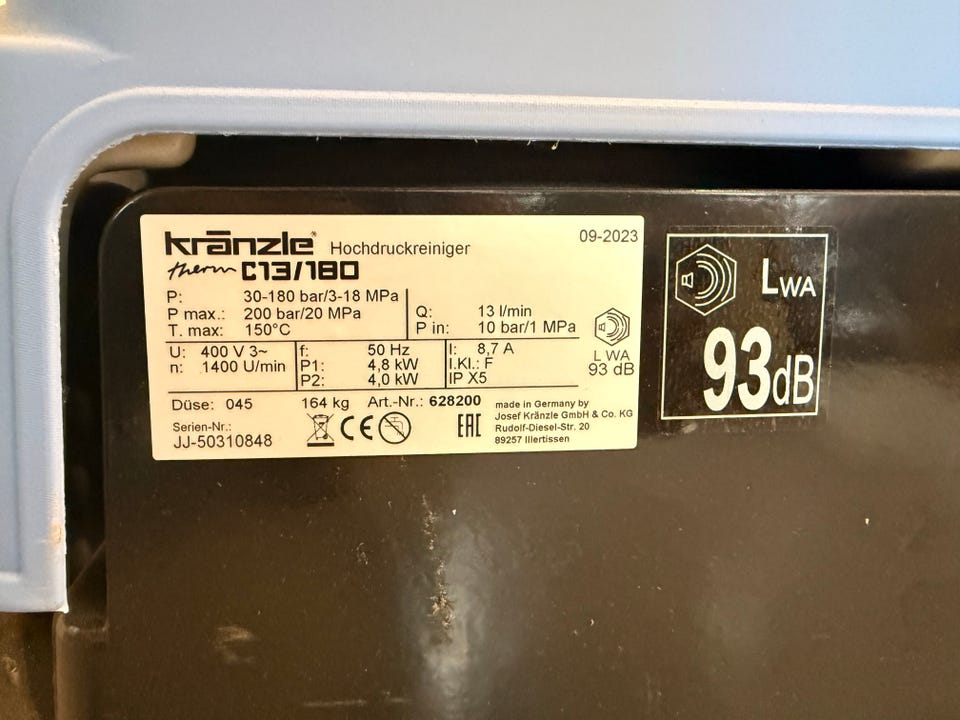 kränzle® Hochdruckreiniger 09-2023
therm C13/180
P: 30-180 bar/3-18 MPa
P max.: 200 bar/20 MPa
T. max: 150°C
Q: 13 l/min
P in: 10 bar/1 MPa
U: 400 V 3~
n: 1400 U/min
f: 50 Hz
P1: 4,8 kW
P2: 4,0 kW
I: 8,7 A
I.Kl.: F
IP X5
L WA
93 dB
Düse: 045 164 kg Art.-Nr.: 628200
Serien-Nr.:
JJ-50310848
CE
EAC
made in Germany by
Josef Kränzle GmbH & Co. KG
Rudolf-Diesel-Str. 20
89257 Illertissen
LWA
93dB